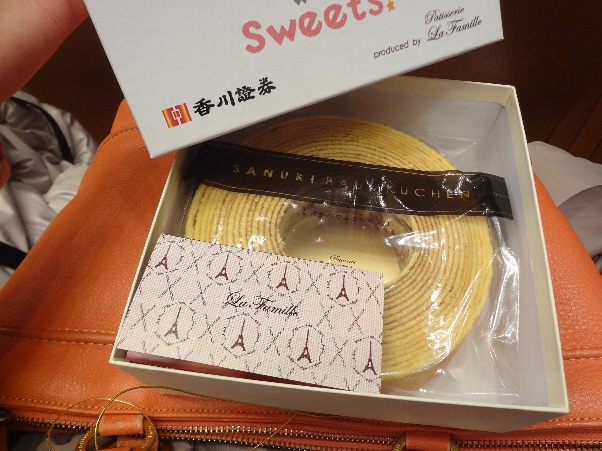 Sweets.
produced by
Patisserie
La Famille
香川證券
SANUKI BAUMKUCHEN
La Famille